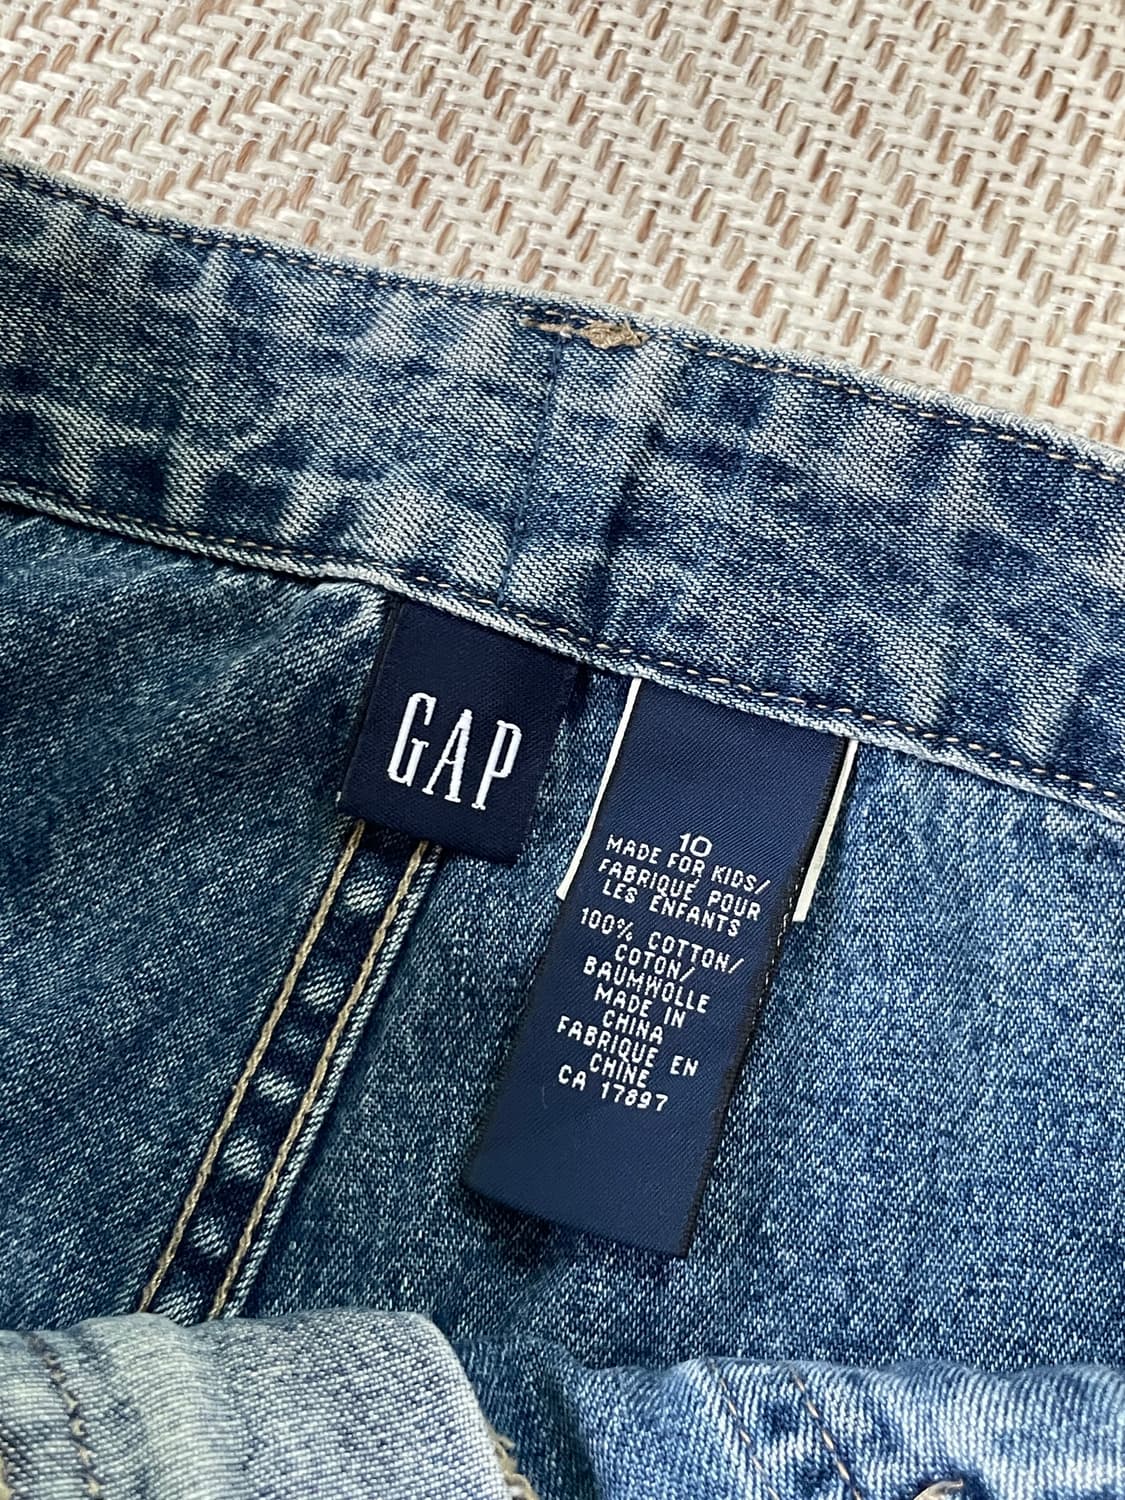 GAP
10
MADE FOR KIDS/
FABRIQUÉ POUR
LES ENFANTS
100% COTTON/
COTON/
BAUMWOLLE
MADE IN
CHINA
FABRIQUE EN
CHINE
CA 17897